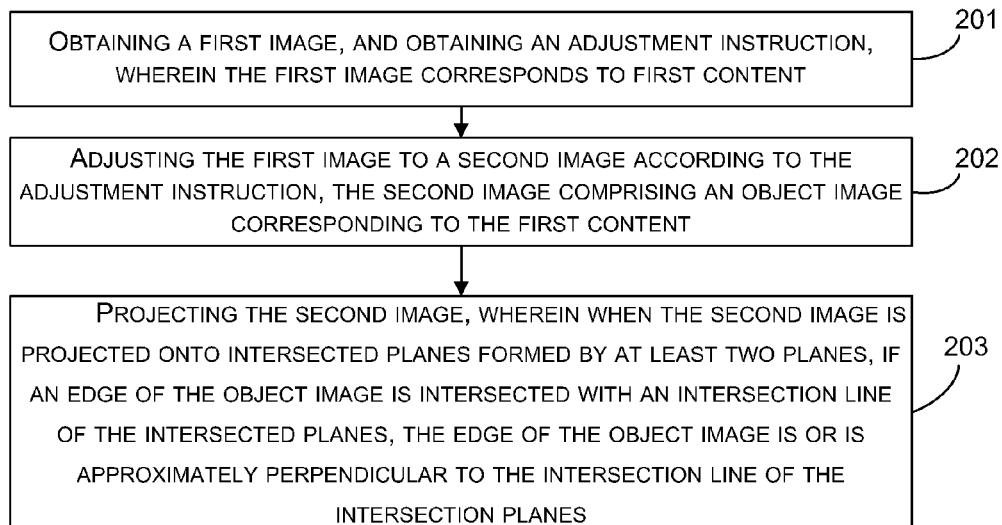 OBTAINING A FIRST IMAGE, AND OBTAINING AN ADJUSTMENT INSTRUCTION,
WHEREIN THE FIRST IMAGE CORRESPONDS TO FIRST CONTENT
201
ADJUSTING THE FIRST IMAGE TO A SECOND IMAGE ACCORDING TO THE
ADJUSTMENT INSTRUCTION, THE SECOND IMAGE COMPRISING AN OBJECT IMAGE
CORRESPONDING TO THE FIRST CONTENT
202
PROJECTING THE SECOND IMAGE, WHEREIN WHEN THE SECOND IMAGE IS
PROJECTED ONTO INTERSECTED PLANES FORMED BY AT LEAST TWO PLANES, IF
AN EDGE OF THE OBJECT IMAGE IS INTERSECTED WITH AN INTERSECTION LINE
OF THE INTERSECTED PLANES, THE EDGE OF THE OBJECT IMAGE IS OR IS
APPROXIMATELY PERPENDICULAR TO THE INTERSECTION LINE OF THE
INTERSECTION PLANES
203